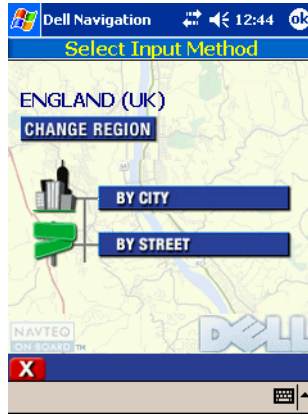 Dell Navigation 12:44 ok
Select Input Method
ENGLAND (UK)
CHANGE REGION
BY CITY
BY STREET
NAVTEQ
ON BOARD TM
DELL
X